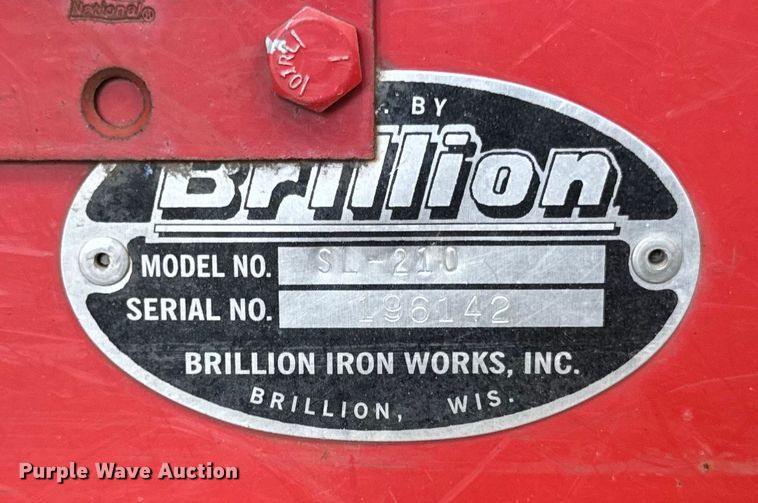 National®
. BY
Brillion
MODEL NO. SL-210
SERIAL NO. 196142
BRILLION IRON WORKS, INC.
BRILLION, WIS.
Purple Wave Auction